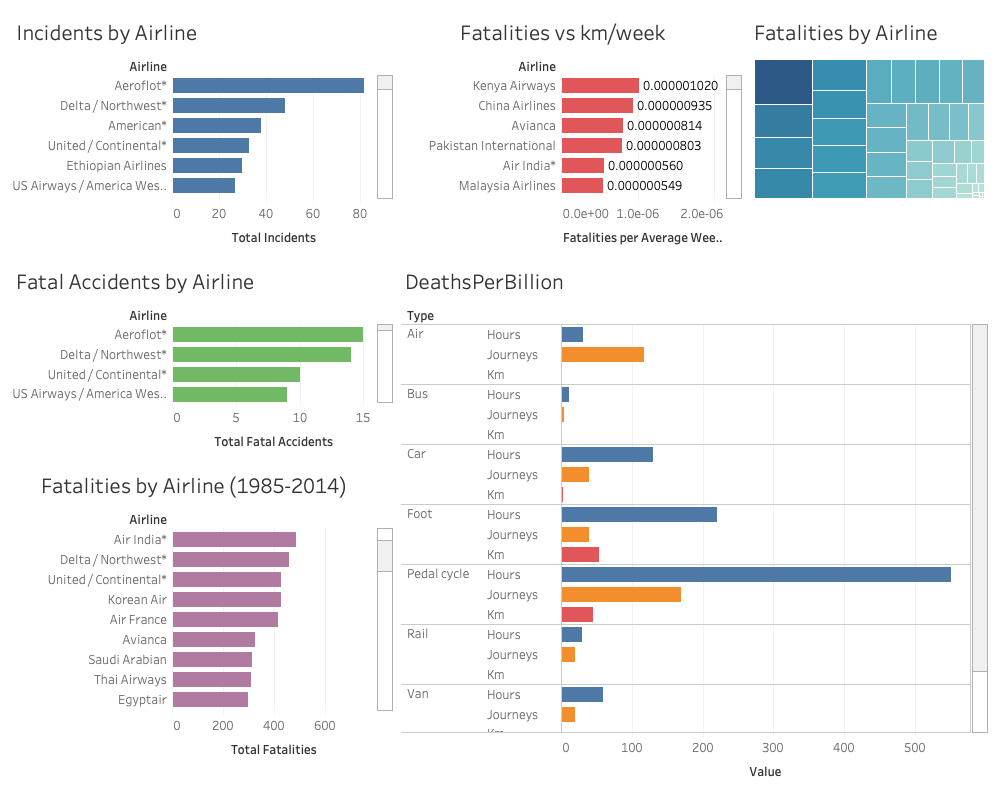 Incidents by Airline
Airline
Aeroflot*
Delta / Northwest*
American*
United / Continental*
Ethiopian Airlines
US Airways / America Wes..
0 20 40 60 80
Total Incidents
Fatalities vs km/week
Airline
Kenya Airways 0.000001020
China Airlines 0.000000935
Avianca 0.000000814
Pakistan International 0.000000803
Air India* 0.000000560
Malaysia Airlines 0.000000549
0.0e+00 1.0e-06 2.0e-06
Fatalities per Average Wee..
Fatalities by Airline
Fatal Accidents by Airline
Airline
Aeroflot*
Delta / Northwest*
United / Continental*
US Airways / America Wes..
0 5 10 15
Total Fatal Accidents
Fatalities by Airline (1985-2014)
Airline
Air India*
Delta / Northwest*
United / Continental*
Korean Air
Air France
Avianca
Saudi Arabian
Thai Airways
Egyptair
0 200 400 600
Total Fatalities
DeathsPerBillion
Type
Air Hours
Journeys
Km
Bus Hours
Journeys
Km
Car Hours
Journeys
Km
Foot Hours
Journeys
Km
Pedal cycle Hours
Journeys
Km
Rail Hours
Journeys
Km
Van Hours
Journeys
0 100 200 300 400 500
Value